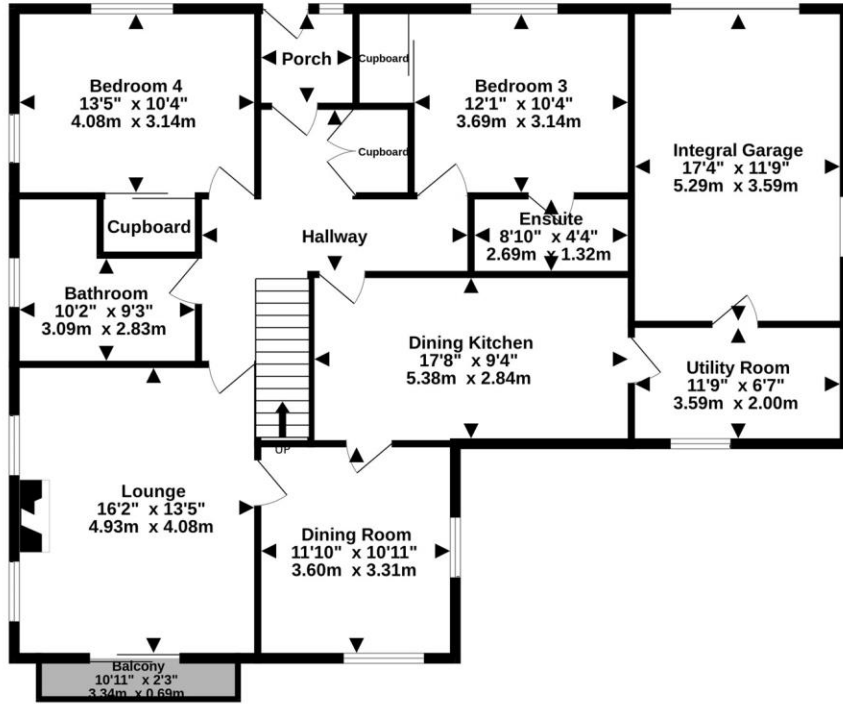 Bedroom 4
13'5" x 10'4"
4.08m x 3.14m
Porch
Cupboard
Bedroom 3
12'1" x 10'4"
3.69m x 3.14m
Integral Garage
17'4" x 11'9"
5.29m x 3.59m
Cupboard
Cupboard
Hallway
Ensuite
8'10" x 4'4"
2.69m x 1.32m
Bathroom
10'2" x 9'3"
3.09m x 2.83m
Dining Kitchen
17'8" x 9'4"
5.38m x 2.84m
Utility Room
11'9" x 6'7"
3.59m x 2.00m
UP
Lounge
16'2" x 13'5"
4.93m x 4.08m
Dining Room
11'10" x 10'11"
3.60m x 3.31m
Balcony
10'11" x 2'3"
3.34m x 0.69m